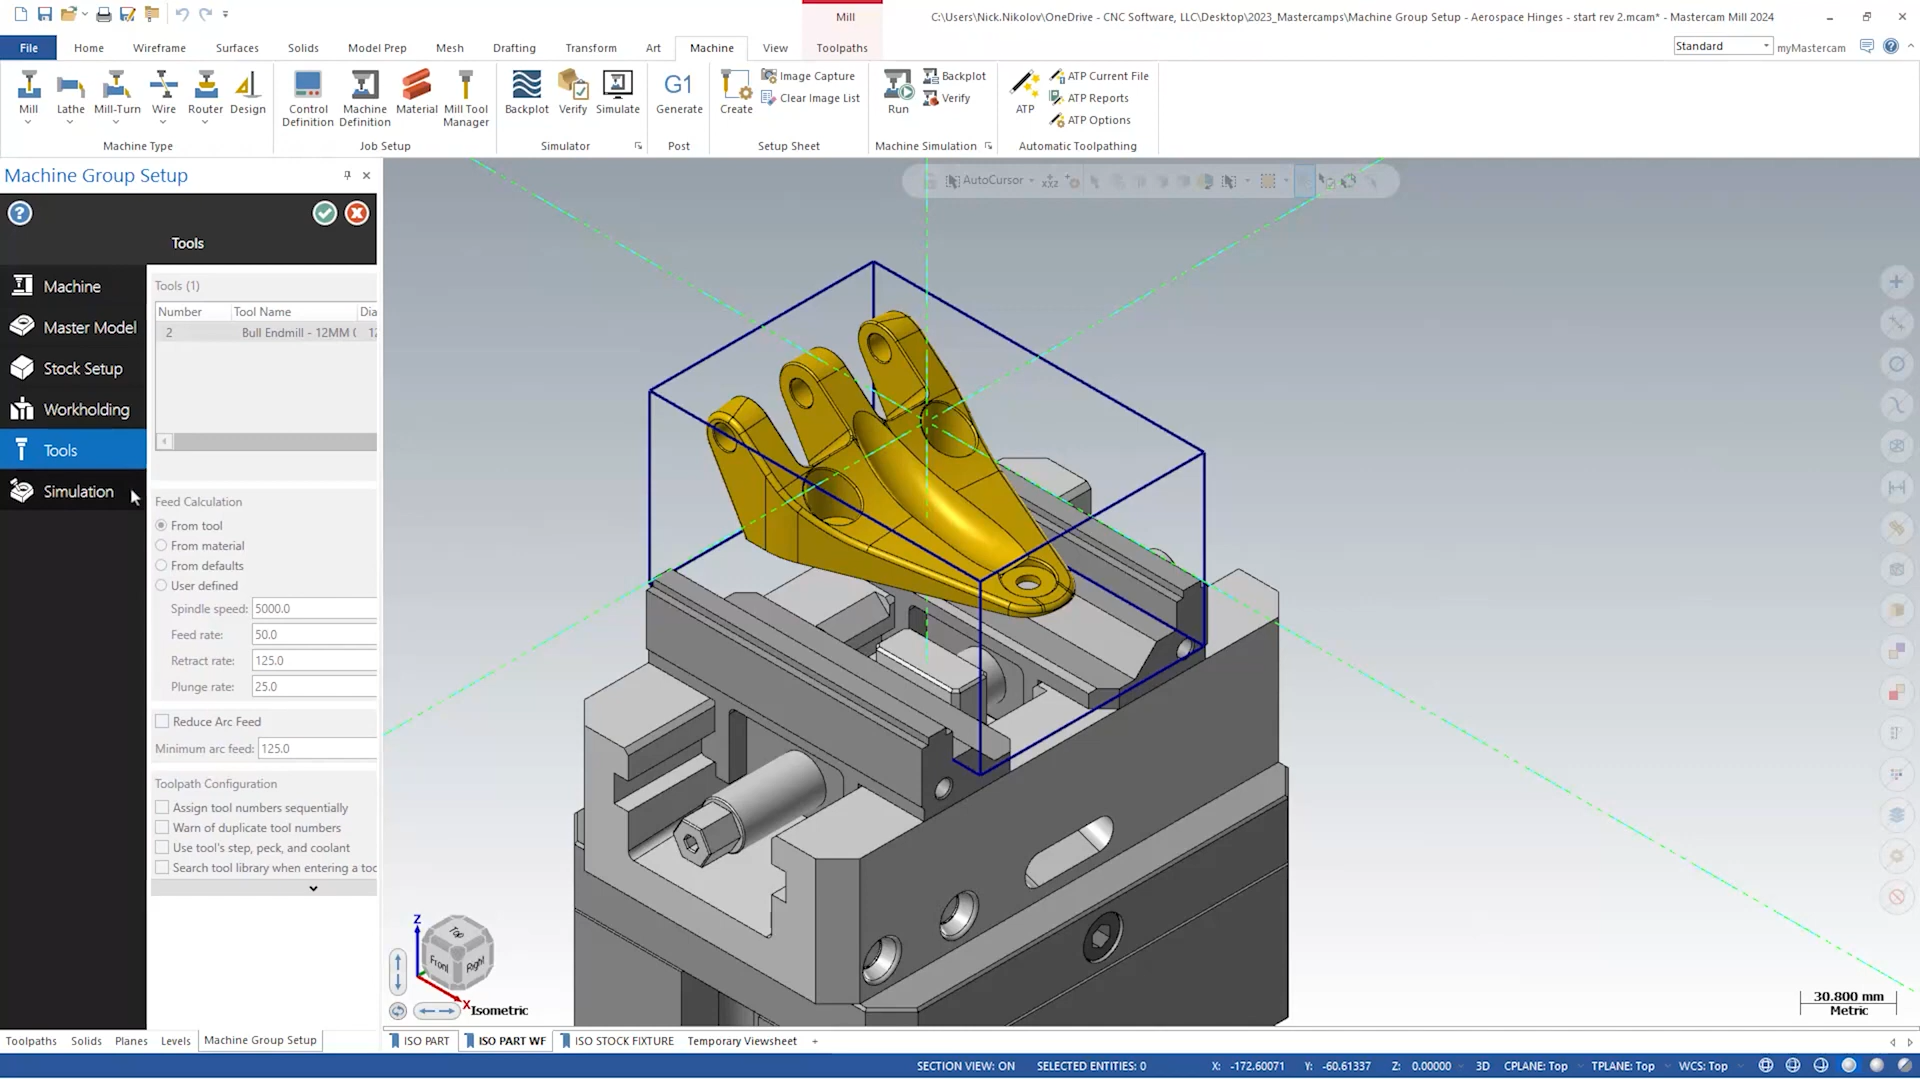 Mill
C:\Users\Nick.Nikolov\OneDrive - CNC Software, LLC\Desktop\2023_Mastercamps\Machine Group Setup - Aerospace Hinges - start rev 2.mcam* - Mastercam Mill 2024
File Home Wireframe Surfaces Solids Model Prep Mesh Drafting Transform Art Machine View Toolpaths
Standard myMastercam
Mill Lathe Mill-Turn Wire Router Design
Machine Type
Control Definition
Machine Definition
Material
Mill Tool Manager
Job Setup
Backplot Verify Simulate
Simulator
G1
Generate
Post
Create
Image Capture
Clear Image List
Setup Sheet
Run
Backplot
Verify
Machine Simulation
ATP
ATP Current File
ATP Reports
ATP Options
Automatic Toolpathing
Machine Group Setup
AutoCursor
Tools
Machine
Master Model
Stock Setup
Workholding
Tools
Simulation
Tools (1)
Number Tool Name Dia
2 Bull Endmill - 12MM ( 12
Feed Calculation
From tool
From material
From defaults
User defined
Spindle speed: 5000.0
Feed rate: 50.0
Retract rate: 125.0
Plunge rate: 25.0
Reduce Arc Feed
Minimum arc feed: 125.0
Toolpath Configuration
Assign tool numbers sequentially
Warn of duplicate tool numbers
Use tool's step, peck, and coolant
Search tool library when entering a too
Z
Top
Front
Right
X
Isometric
30.800 mm
Metric
Toolpaths Solids Planes Levels Machine Group Setup
ISO PART ISO PART WF ISO STOCK FIXTURE Temporary Viewsheet +
SECTION VIEW: ON SELECTED ENTITIES: 0 X: -172.60071 Y: -60.61337 Z: 0.00000 3D CPLANE: Top TPLANE: Top WCS: Top